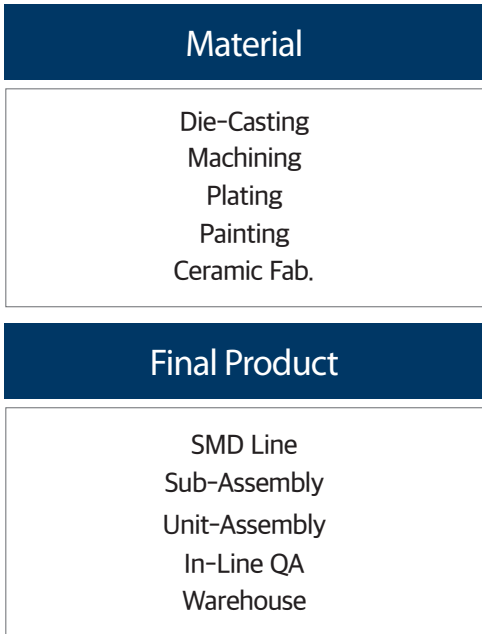 Material
Die-Casting
Machining
Plating
Painting
Ceramic Fab.
Final Product
SMD Line
Sub-Assembly
Unit-Assembly
In-Line QA
Warehouse